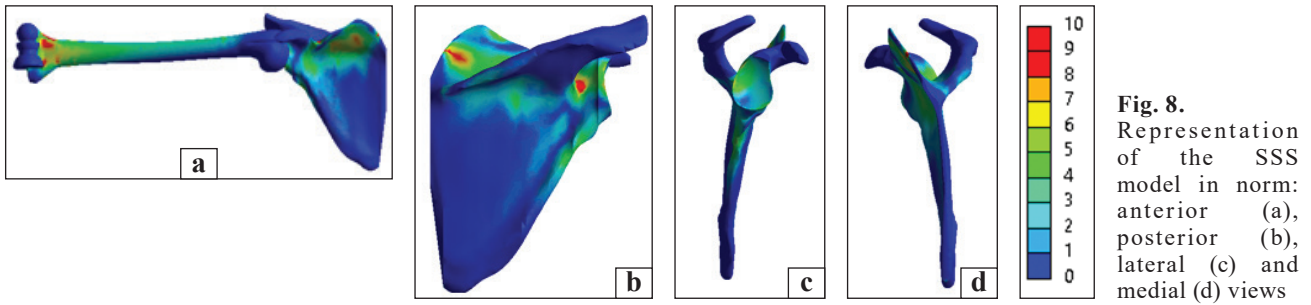 a
b
c
d
10
9
8
7
6
5
4
3
2
1
0
Fig. 8.
Representation
of the SSS
model in norm:
anterior (a),
posterior (b),
lateral (c) and
medial (d) views